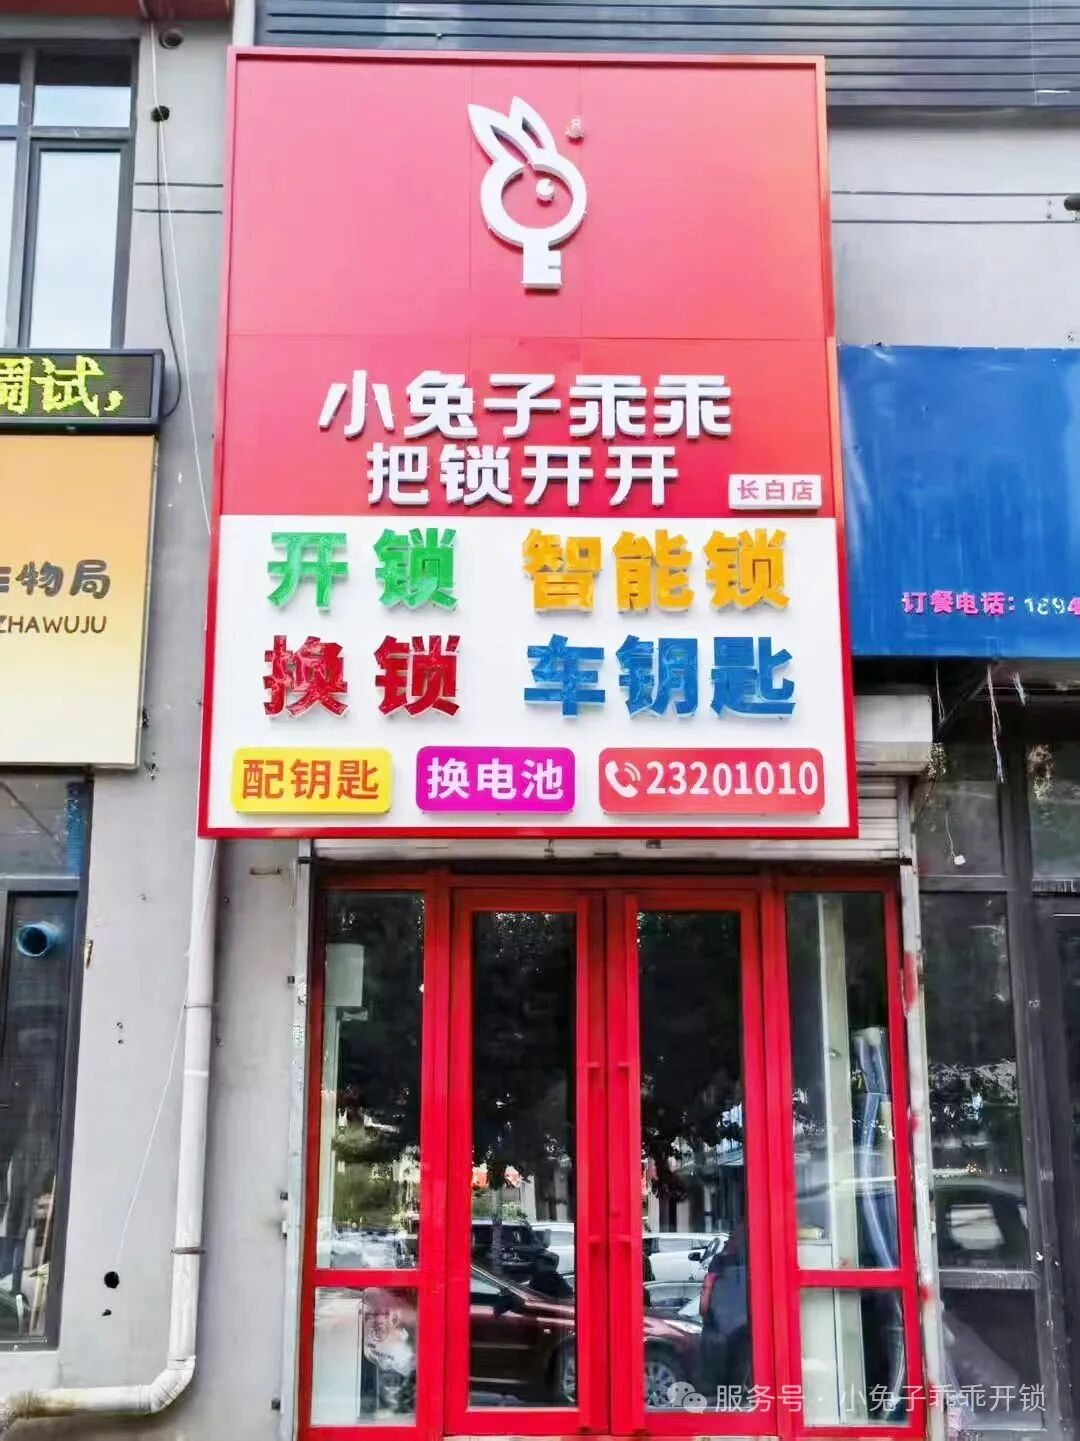 ®
小兔子乖乖
把锁开开
长白店
开锁 智能锁
换锁 车钥匙
配钥匙 换电池 23201010
调试,
物局
ZHAWUJU
订餐电话：
服务号·小兔子乖乖开锁